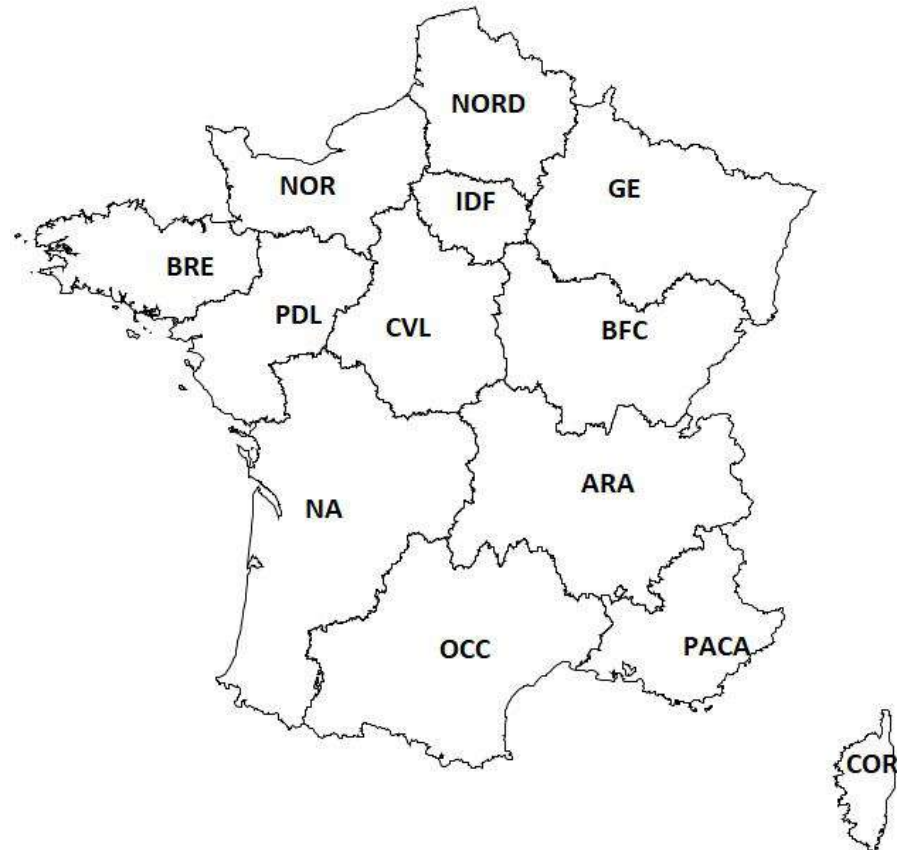 NORD
NOR
IDF
GE
BRE
PDL
CVL
BFC
ARA
NA
OCC
PACA
COR